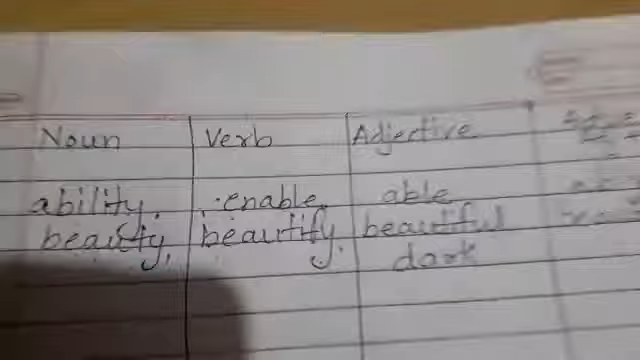 Noun Verb Adjective
ability. enable. able
beauty, beautify. beautiful
dark